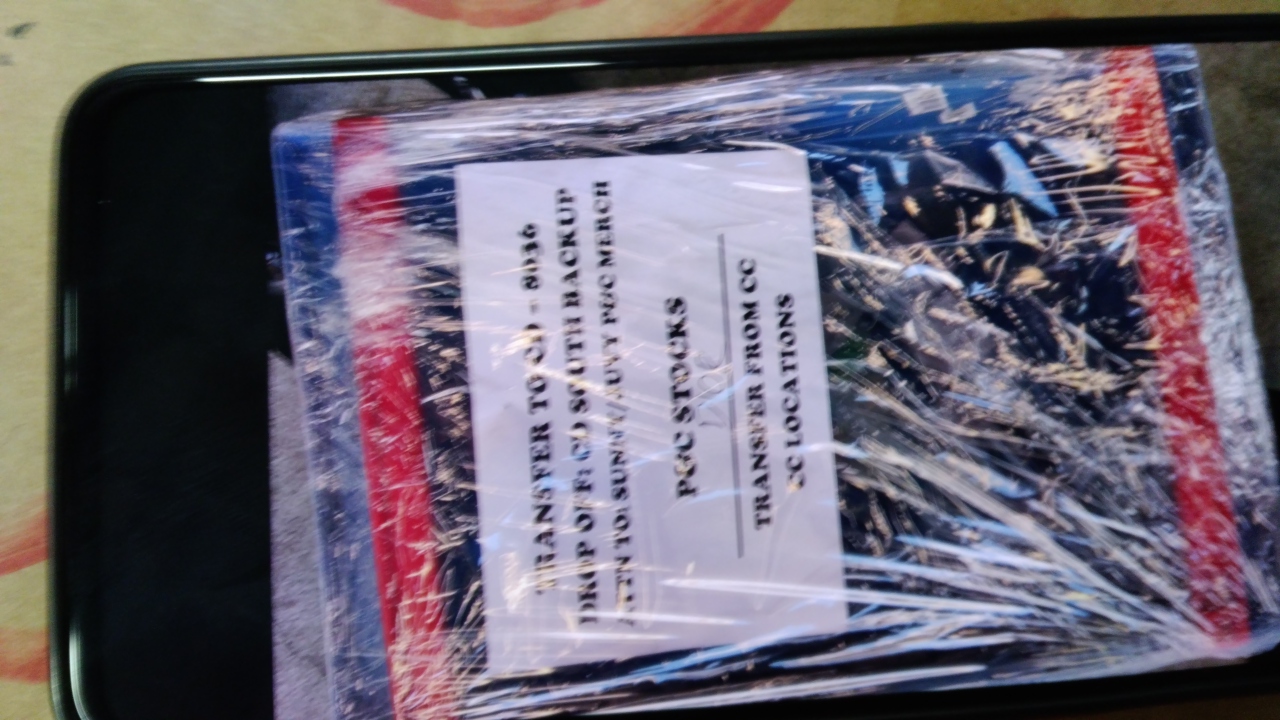 TRANSFER TO CD - 8036
DROP OFF: CD SOUTH BACKUP
ATTN TO: P&C MERCH
P&C STOCKS
TRANSFER FROM CC
CC LOCATIONS